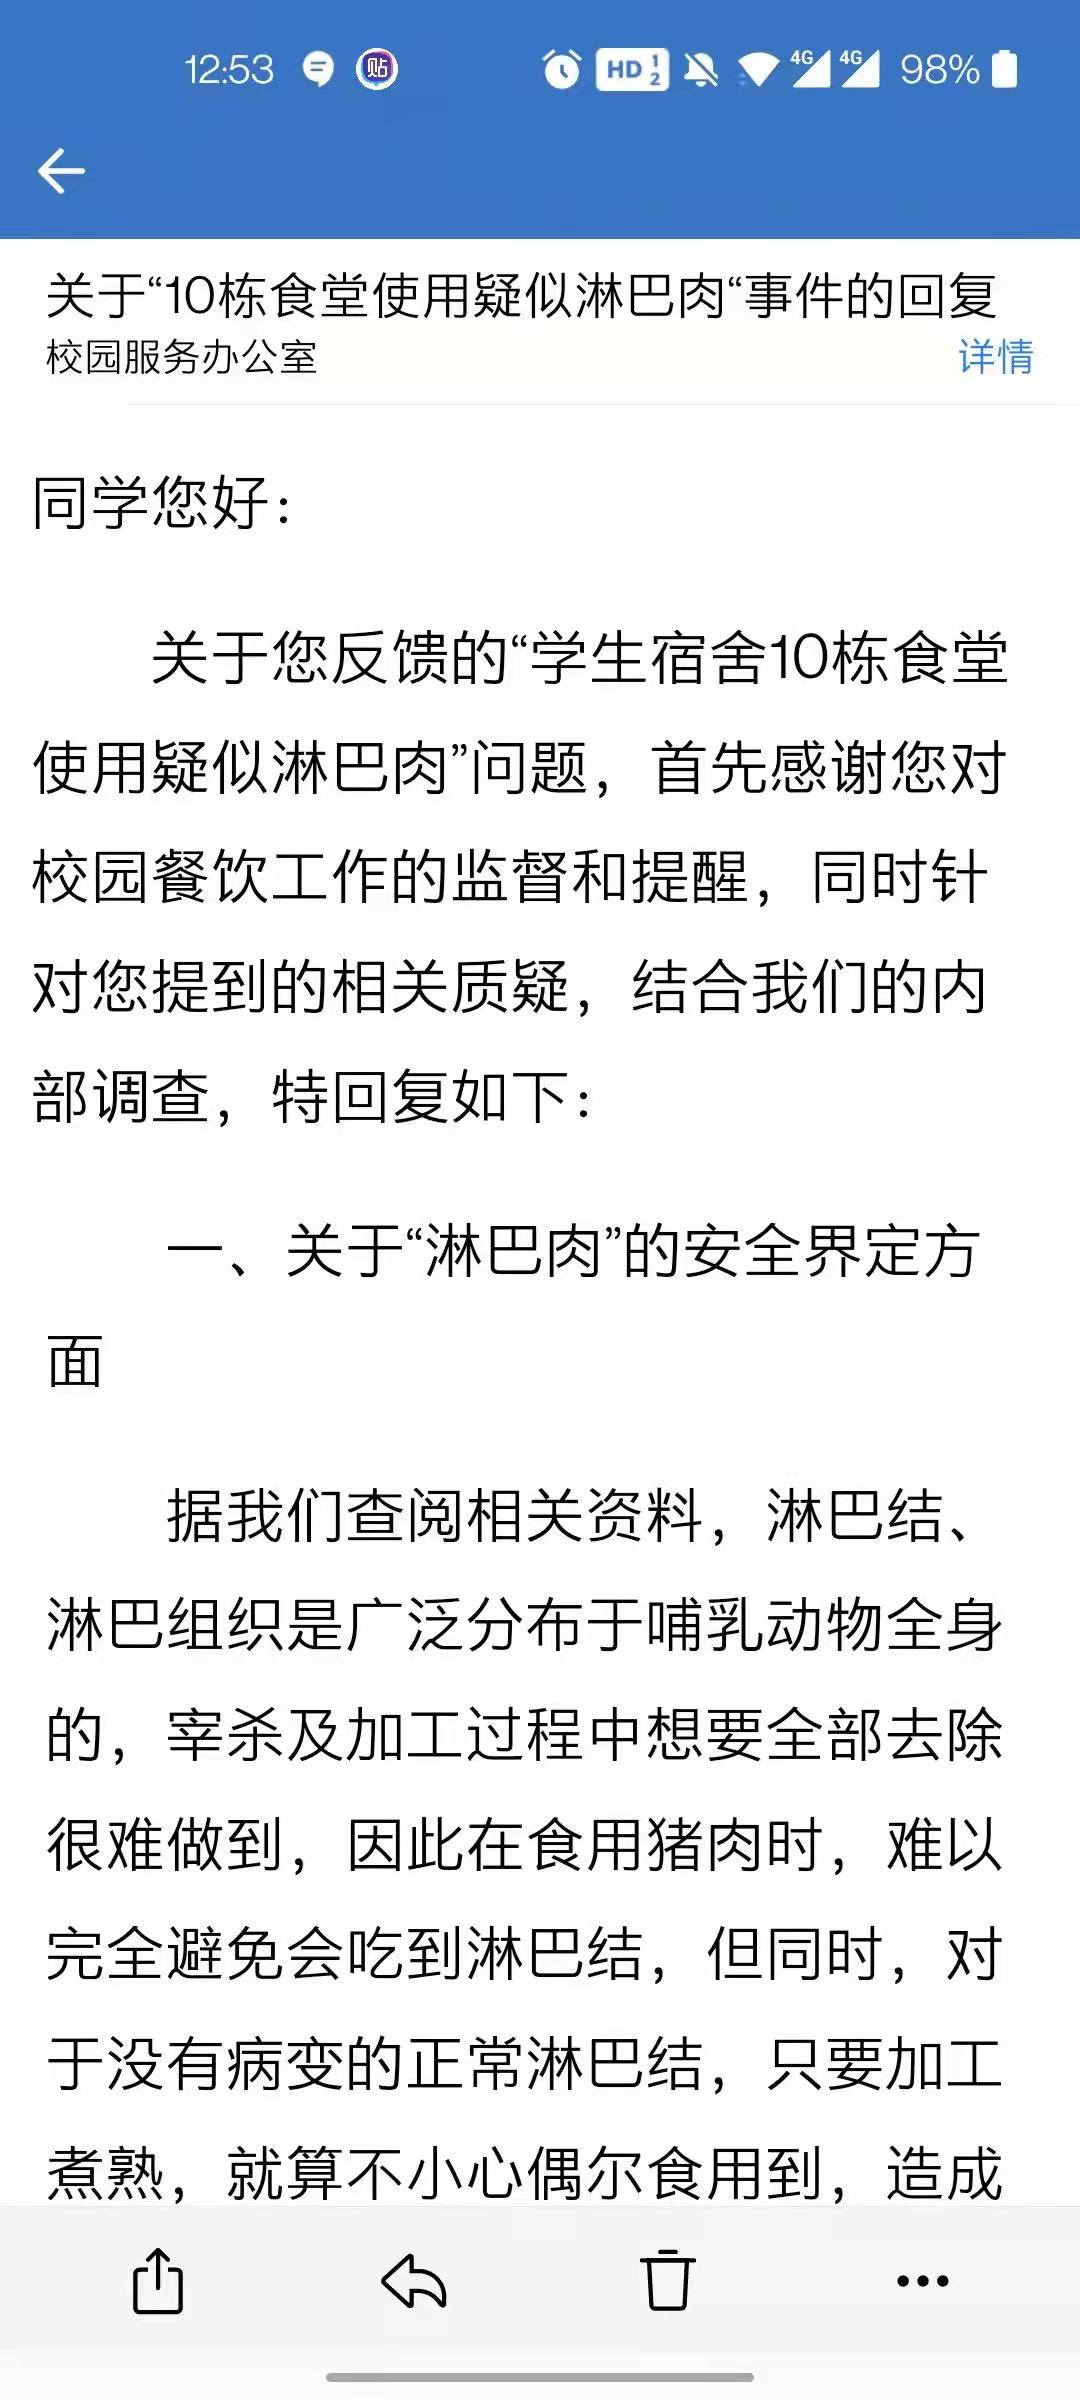 12:53 贴 HD 1 2 4G 4G 98%
关于“10栋食堂使用疑似淋巴肉“事件的回复
校园服务办公室 详情
同学您好：
关于您反馈的“学生宿舍10栋食堂
使用疑似淋巴肉”问题，首先感谢您对
校园餐饮工作的监督和提醒，同时针
对您提到的相关质疑，结合我们的内
部调查，特回复如下：
一、关于“淋巴肉”的安全界定方
面
据我们查阅相关资料，淋巴结、
淋巴组织是广泛分布于哺乳动物全身
的，宰杀及加工过程中想要全部去除
很难做到，因此在食用猪肉时，难以
完全避免会吃到淋巴结，但同时，对
于没有病变的正常淋巴结，只要加工
煮熟，就算不小心偶尔食用到，造成